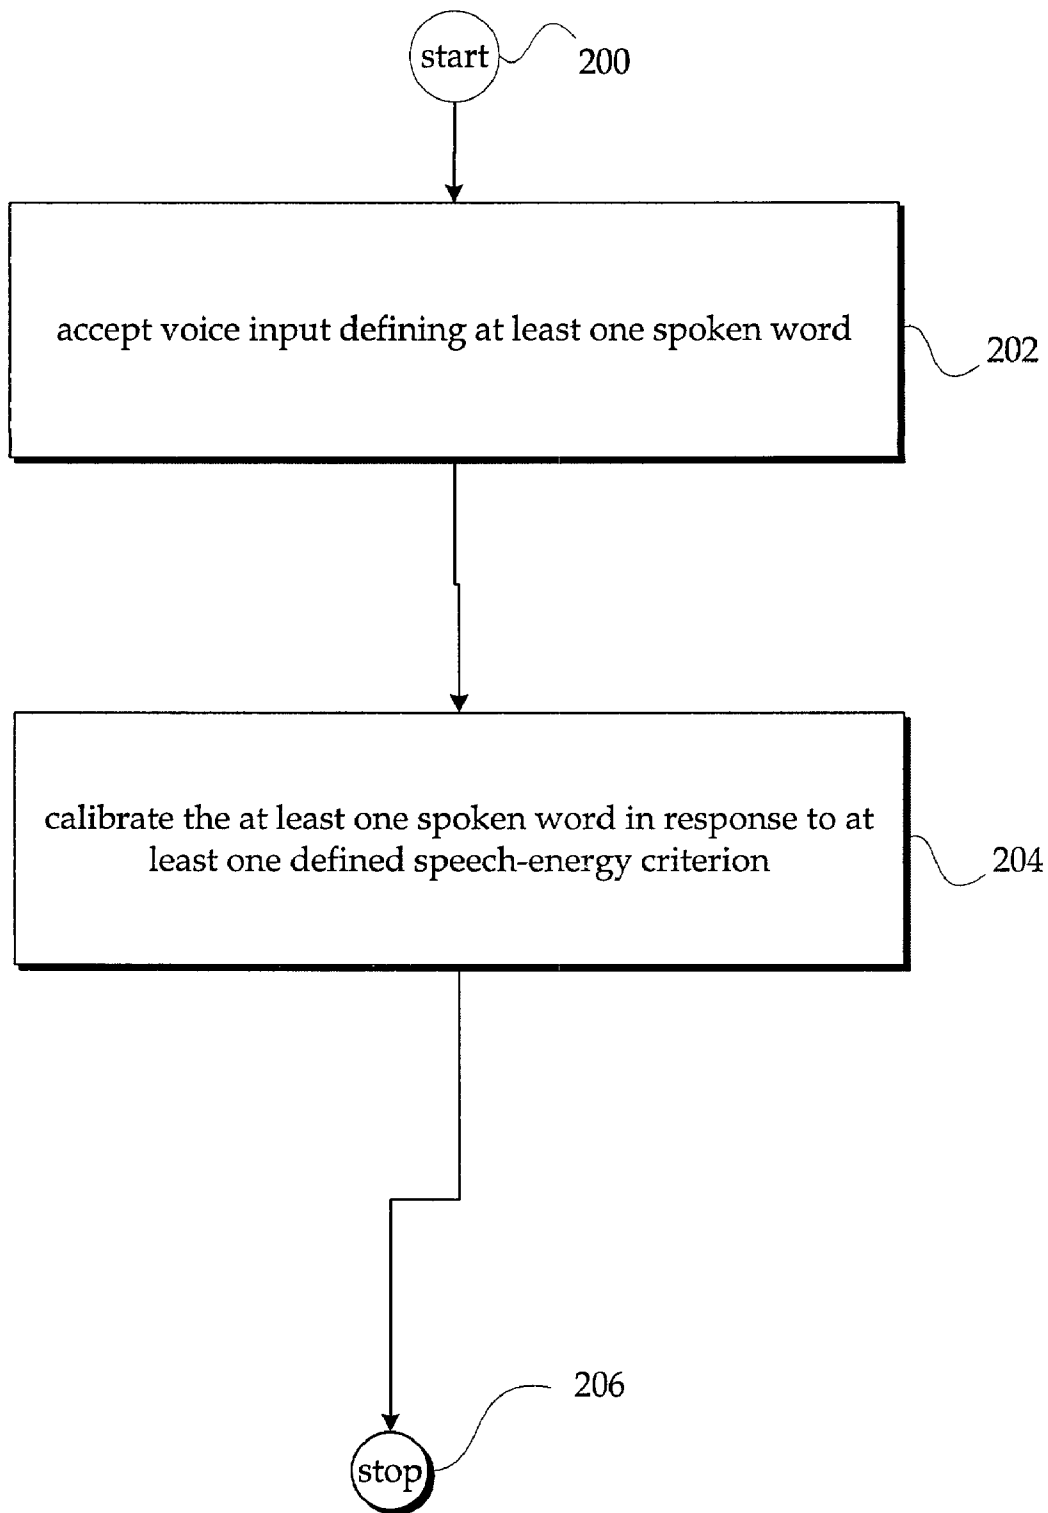 start
200
accept voice input defining at least one spoken word
202
calibrate the at least one spoken word in response to at
least one defined speech-energy criterion
204
206
stop